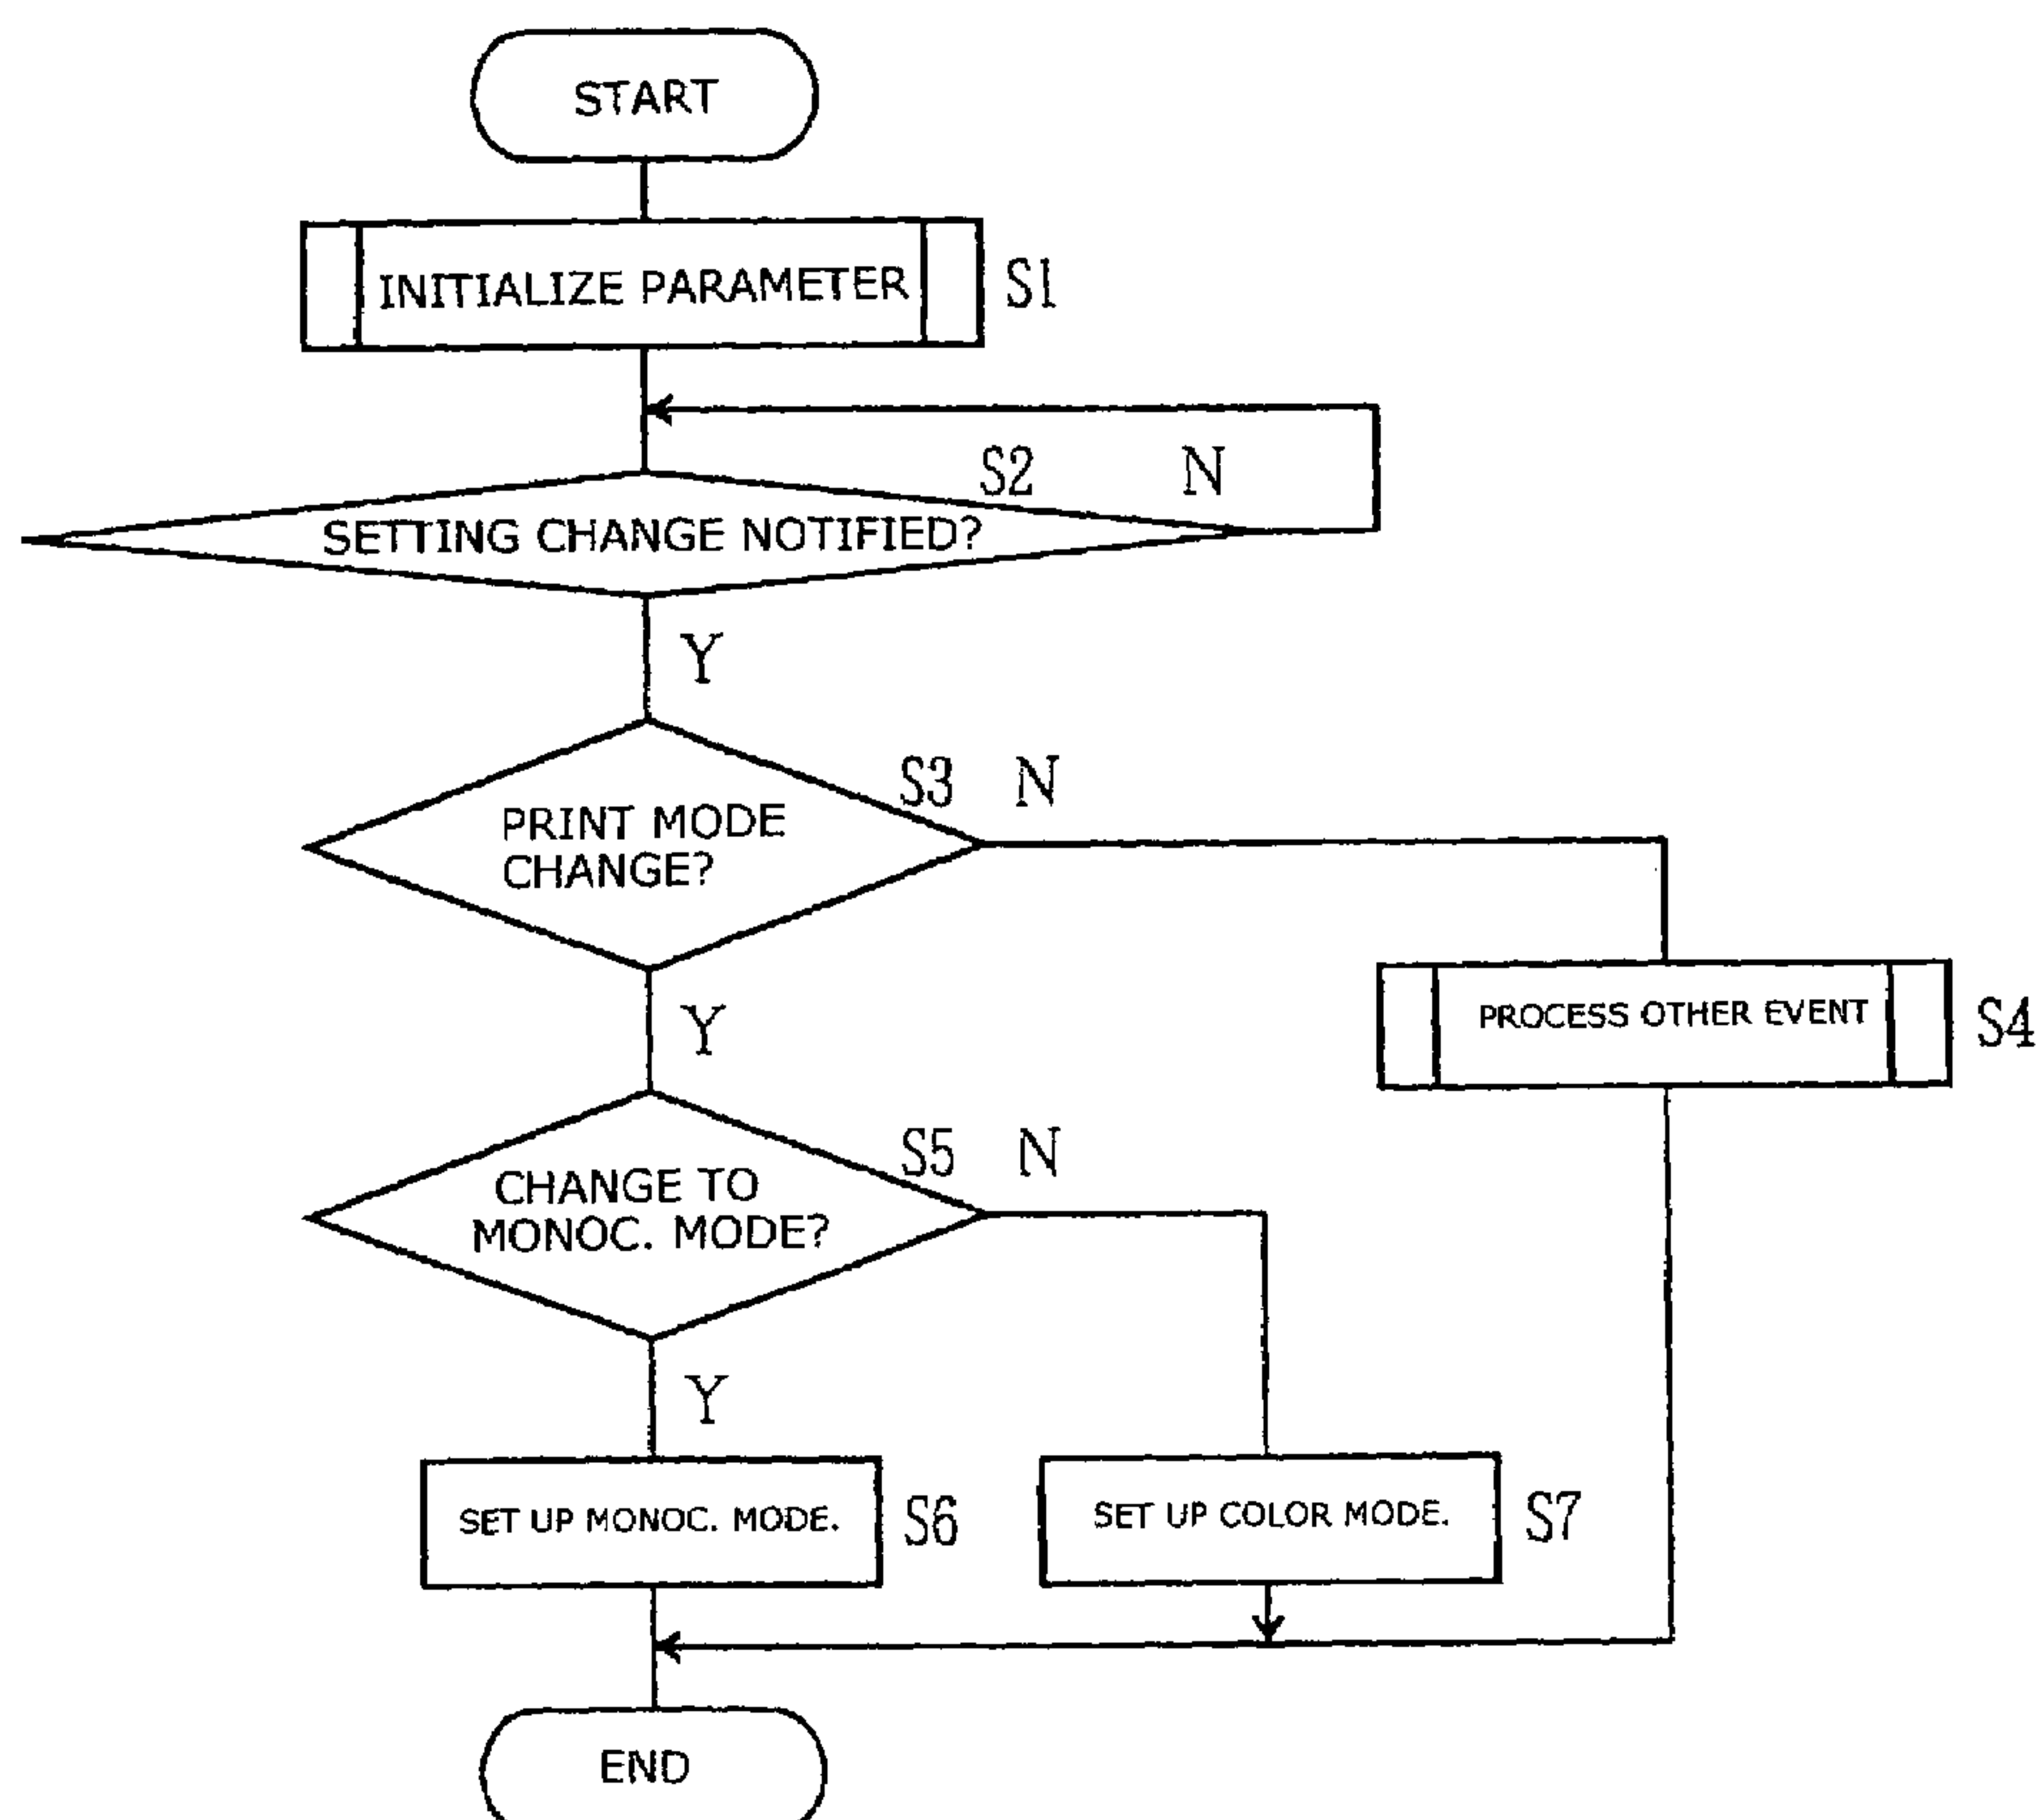 START
INITIALIZE PARAMETER S1
S2 N
SETTING CHANGE NOTIFIED?
Y
S3 N
PRINT MODE
CHANGE?
PROCESS OTHER EVENT S4
Y
S5 N
CHANGE TO
MONOC. MODE?
Y
SET UP MONOC. MODE. S6
SET UP COLOR MODE. S7
END